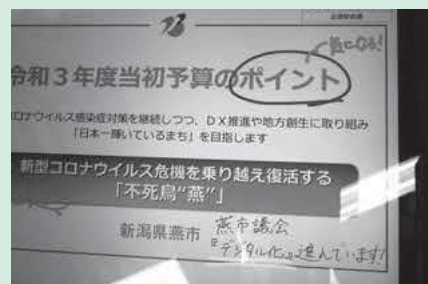 気になる!
令和3年度当初予算のポイント
コロナウイルス感染症対策を継続しつつ、DX推進や地方創生に取り組み
「日本一輝いているまち」を目指します
新型コロナウイルス危機を乗り越え復活する
「不死鳥“燕”」
新潟県燕市 燕市議会
デジタル化の進んでいます!